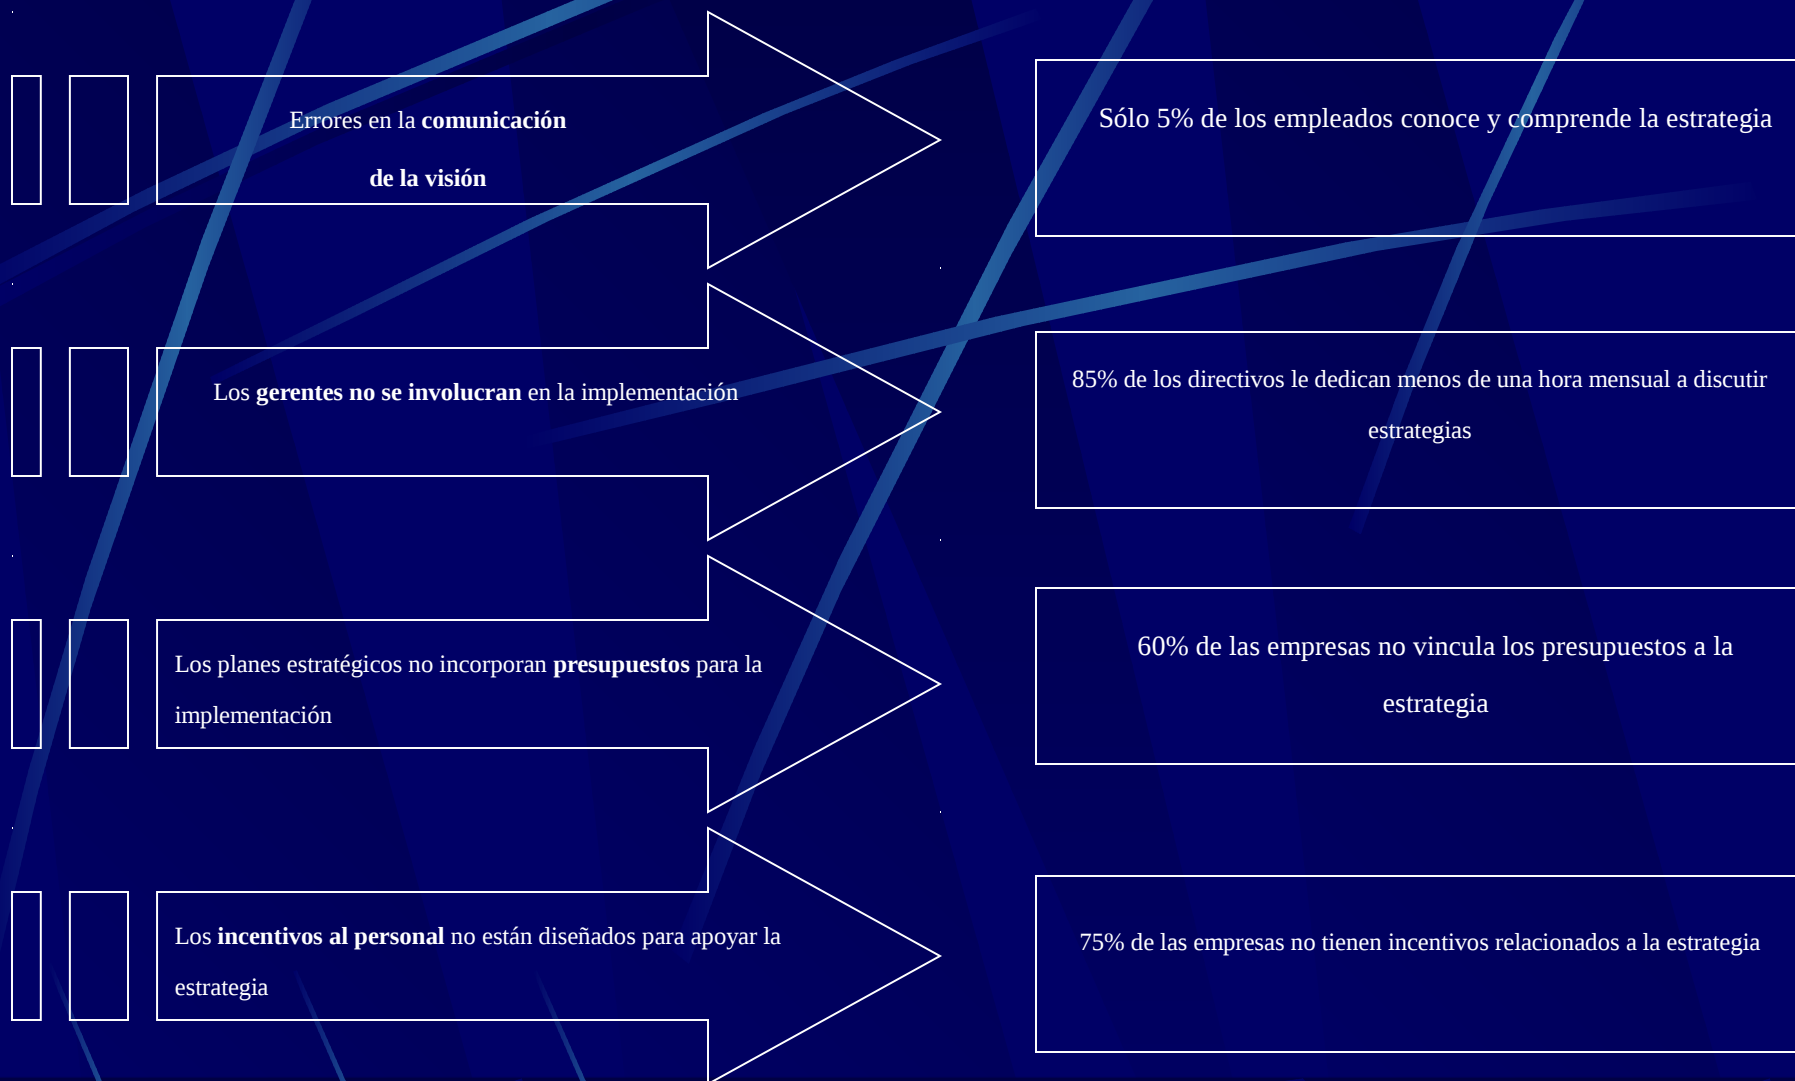 Errores en la comunicación
de la visión
Sólo 5% de los empleados conoce y comprende la estrategia
Los gerentes no se involucran en la implementación
85% de los directivos le dedican menos de una hora mensual a discutir
estrategias
Los planes estratégicos no incorporan presupuestos para la
implementación
60% de las empresas no vincula los presupuestos a la
estrategia
Los incentivos al personal no están diseñados para apoyar la
estrategia
75% de las empresas no tienen incentivos relacionados a la estrategia